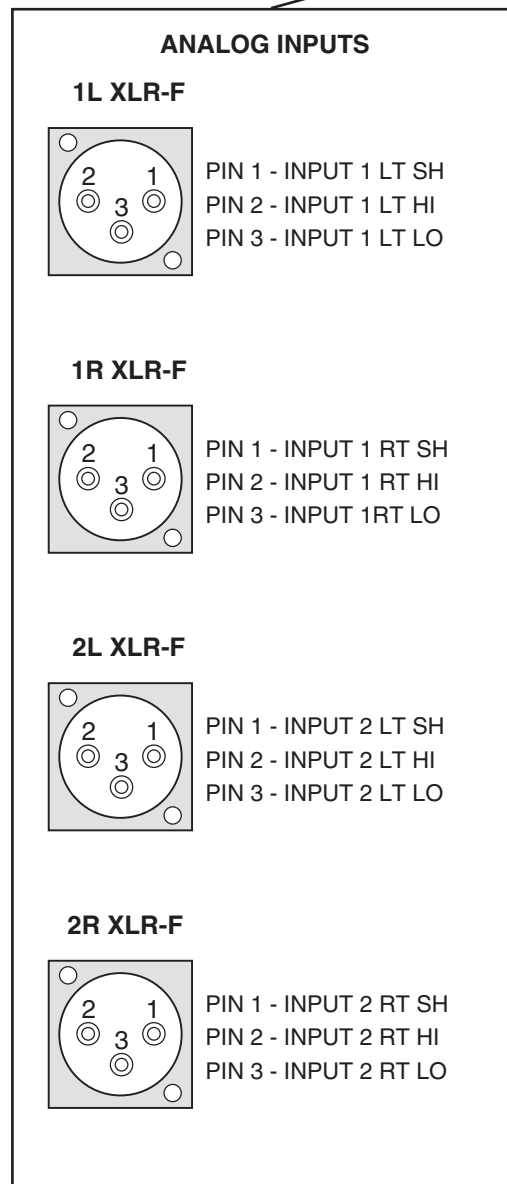 ANALOG INPUTS
1L XLR-F
2 1
3
PIN 1 - INPUT 1 LT SH
PIN 2 - INPUT 1 LT HI
PIN 3 - INPUT 1 LT LO
1R XLR-F
2 1
3
PIN 1 - INPUT 1 RT SH
PIN 2 - INPUT 1 RT HI
PIN 3 - INPUT 1RT LO
2L XLR-F
2 1
3
PIN 1 - INPUT 2 LT SH
PIN 2 - INPUT 2 LT HI
PIN 3 - INPUT 2 LT LO
2R XLR-F
2 1
3
PIN 1 - INPUT 2 RT SH
PIN 2 - INPUT 2 RT HI
PIN 3 - INPUT 2 RT LO